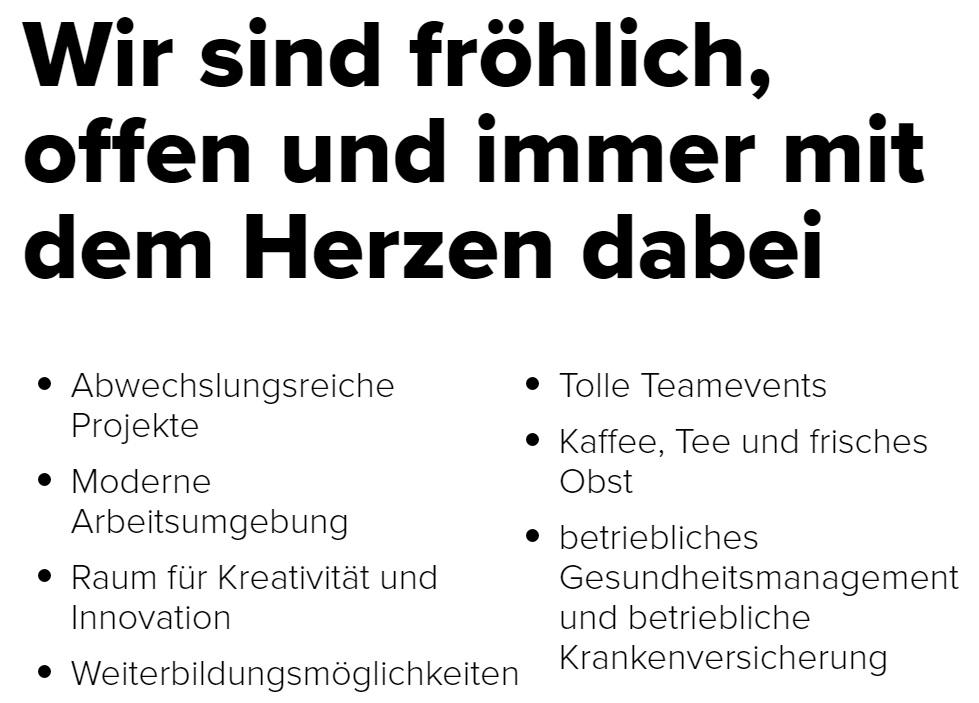 Wir sind fröhlich,
offen und immer mit
dem Herzen dabei
• Abwechslungsreiche
Projekte
• Moderne
Arbeitsumgebung
• Raum für Kreativität und
Innovation
• Weiterbildungsmöglichkeiten
• Tolle Teamevents
• Kaffee, Tee und frisches
Obst
• betriebliches
Gesundheitsmanagement
und betriebliche
Krankenversicherung